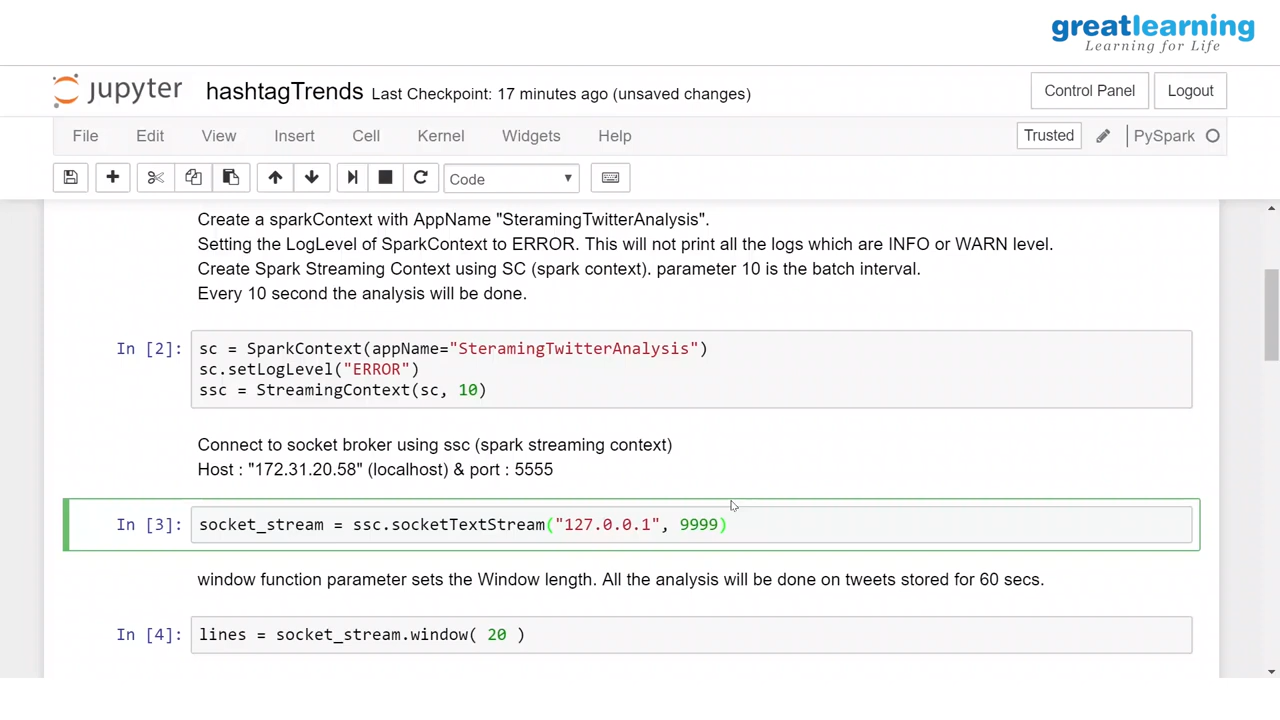 greatlearning
Learning for Life
jupyter hashtagTrends Last Checkpoint: 17 minutes ago (unsaved changes)
Control Panel Logout
File Edit View Insert Cell Kernel Widgets Help
Trusted PySpark
Code
Create a sparkContext with AppName "SteramingTwitterAnalysis".
Setting the LogLevel of SparkContext to ERROR. This will not print all the logs which are INFO or WARN level.
Create Spark Streaming Context using SC (spark context). parameter 10 is the batch interval.
Every 10 second the analysis will be done.
In [2]: sc = SparkContext(appName="SteramingTwitterAnalysis")
sc.setLogLevel("ERROR")
ssc = StreamingContext(sc, 10)
Connect to socket broker using ssc (spark streaming context)
Host : "172.31.20.58" (localhost) & port : 5555
In [3]: socket_stream = ssc.socketTextStream("127.0.0.1", 9999)
window function parameter sets the Window length. All the analysis will be done on tweets stored for 60 secs.
In [4]: lines = socket_stream.window( 20 )